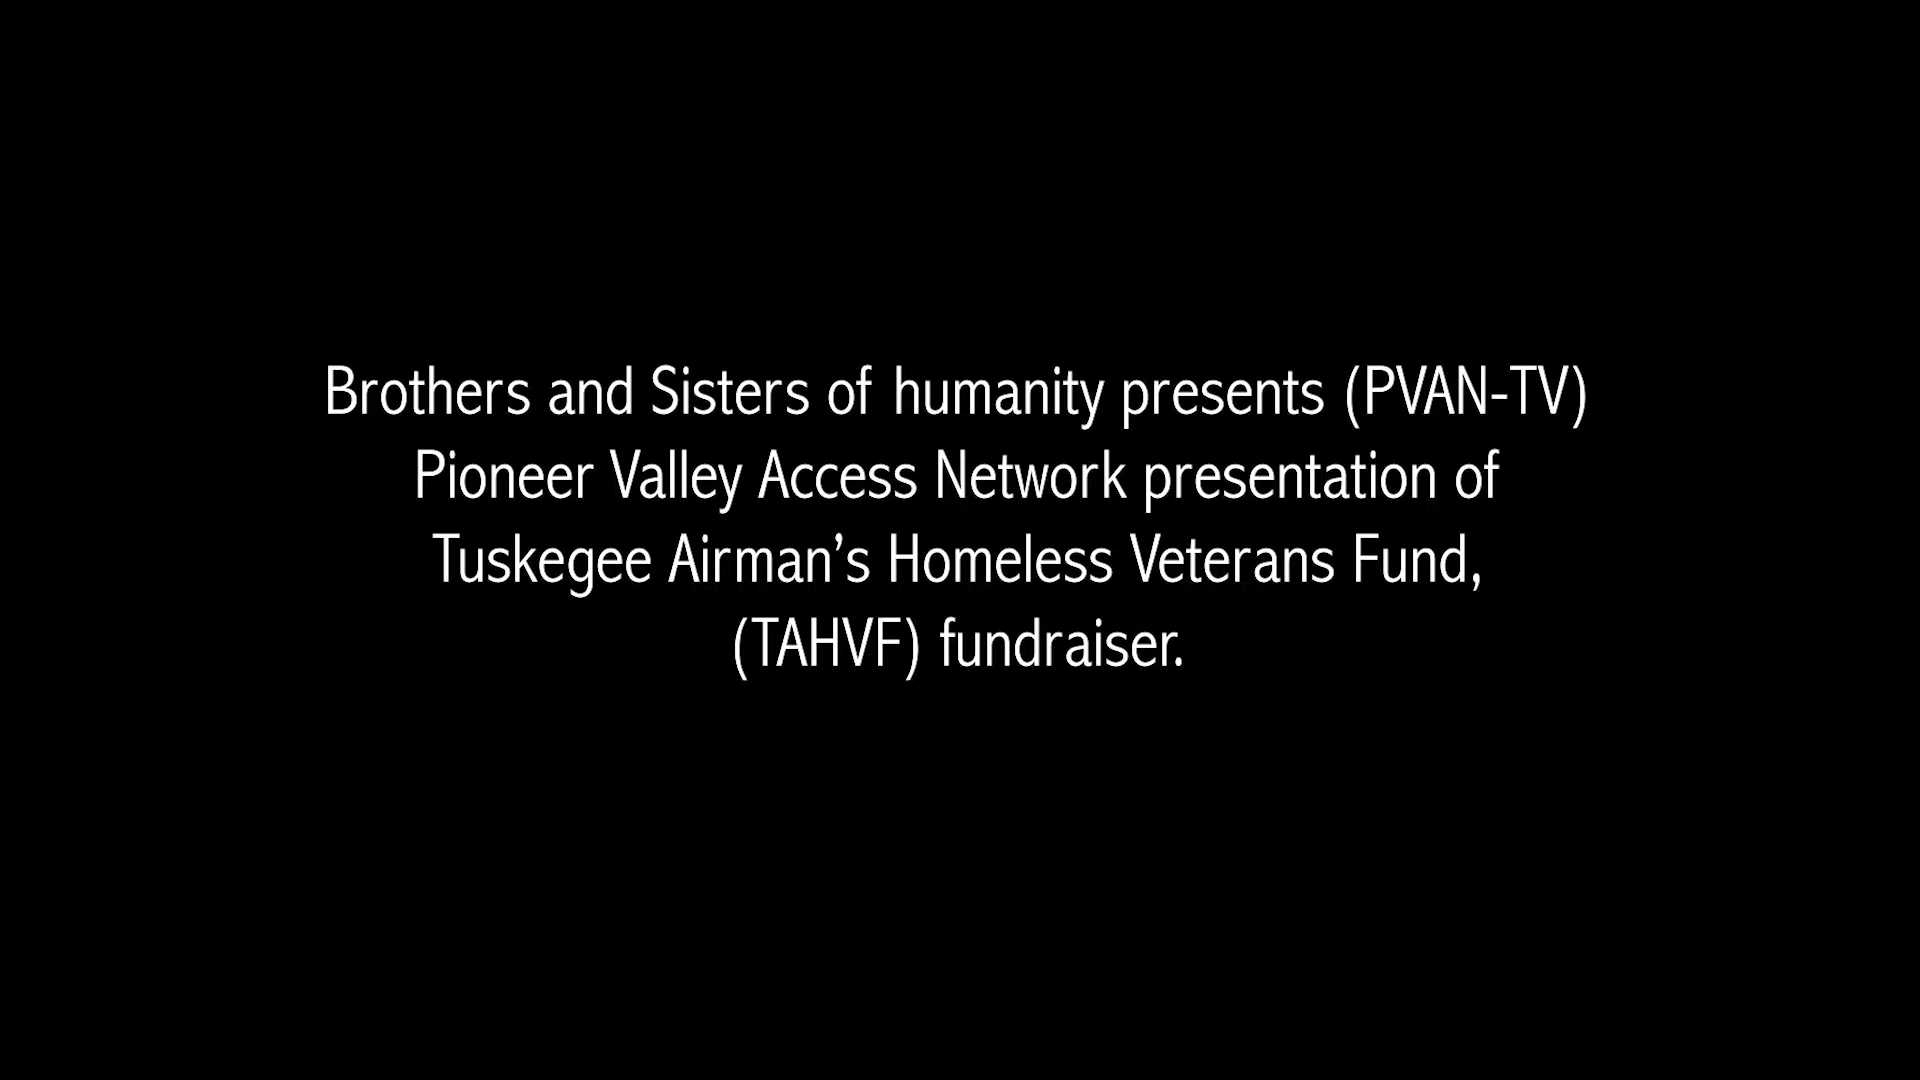 Brothers and Sisters of humanity presents (PVAN-TV)
Pioneer Valley Access Network presentation of
Tuskegee Airman’s Homeless Veterans Fund,
(TAHVF) fundraiser.